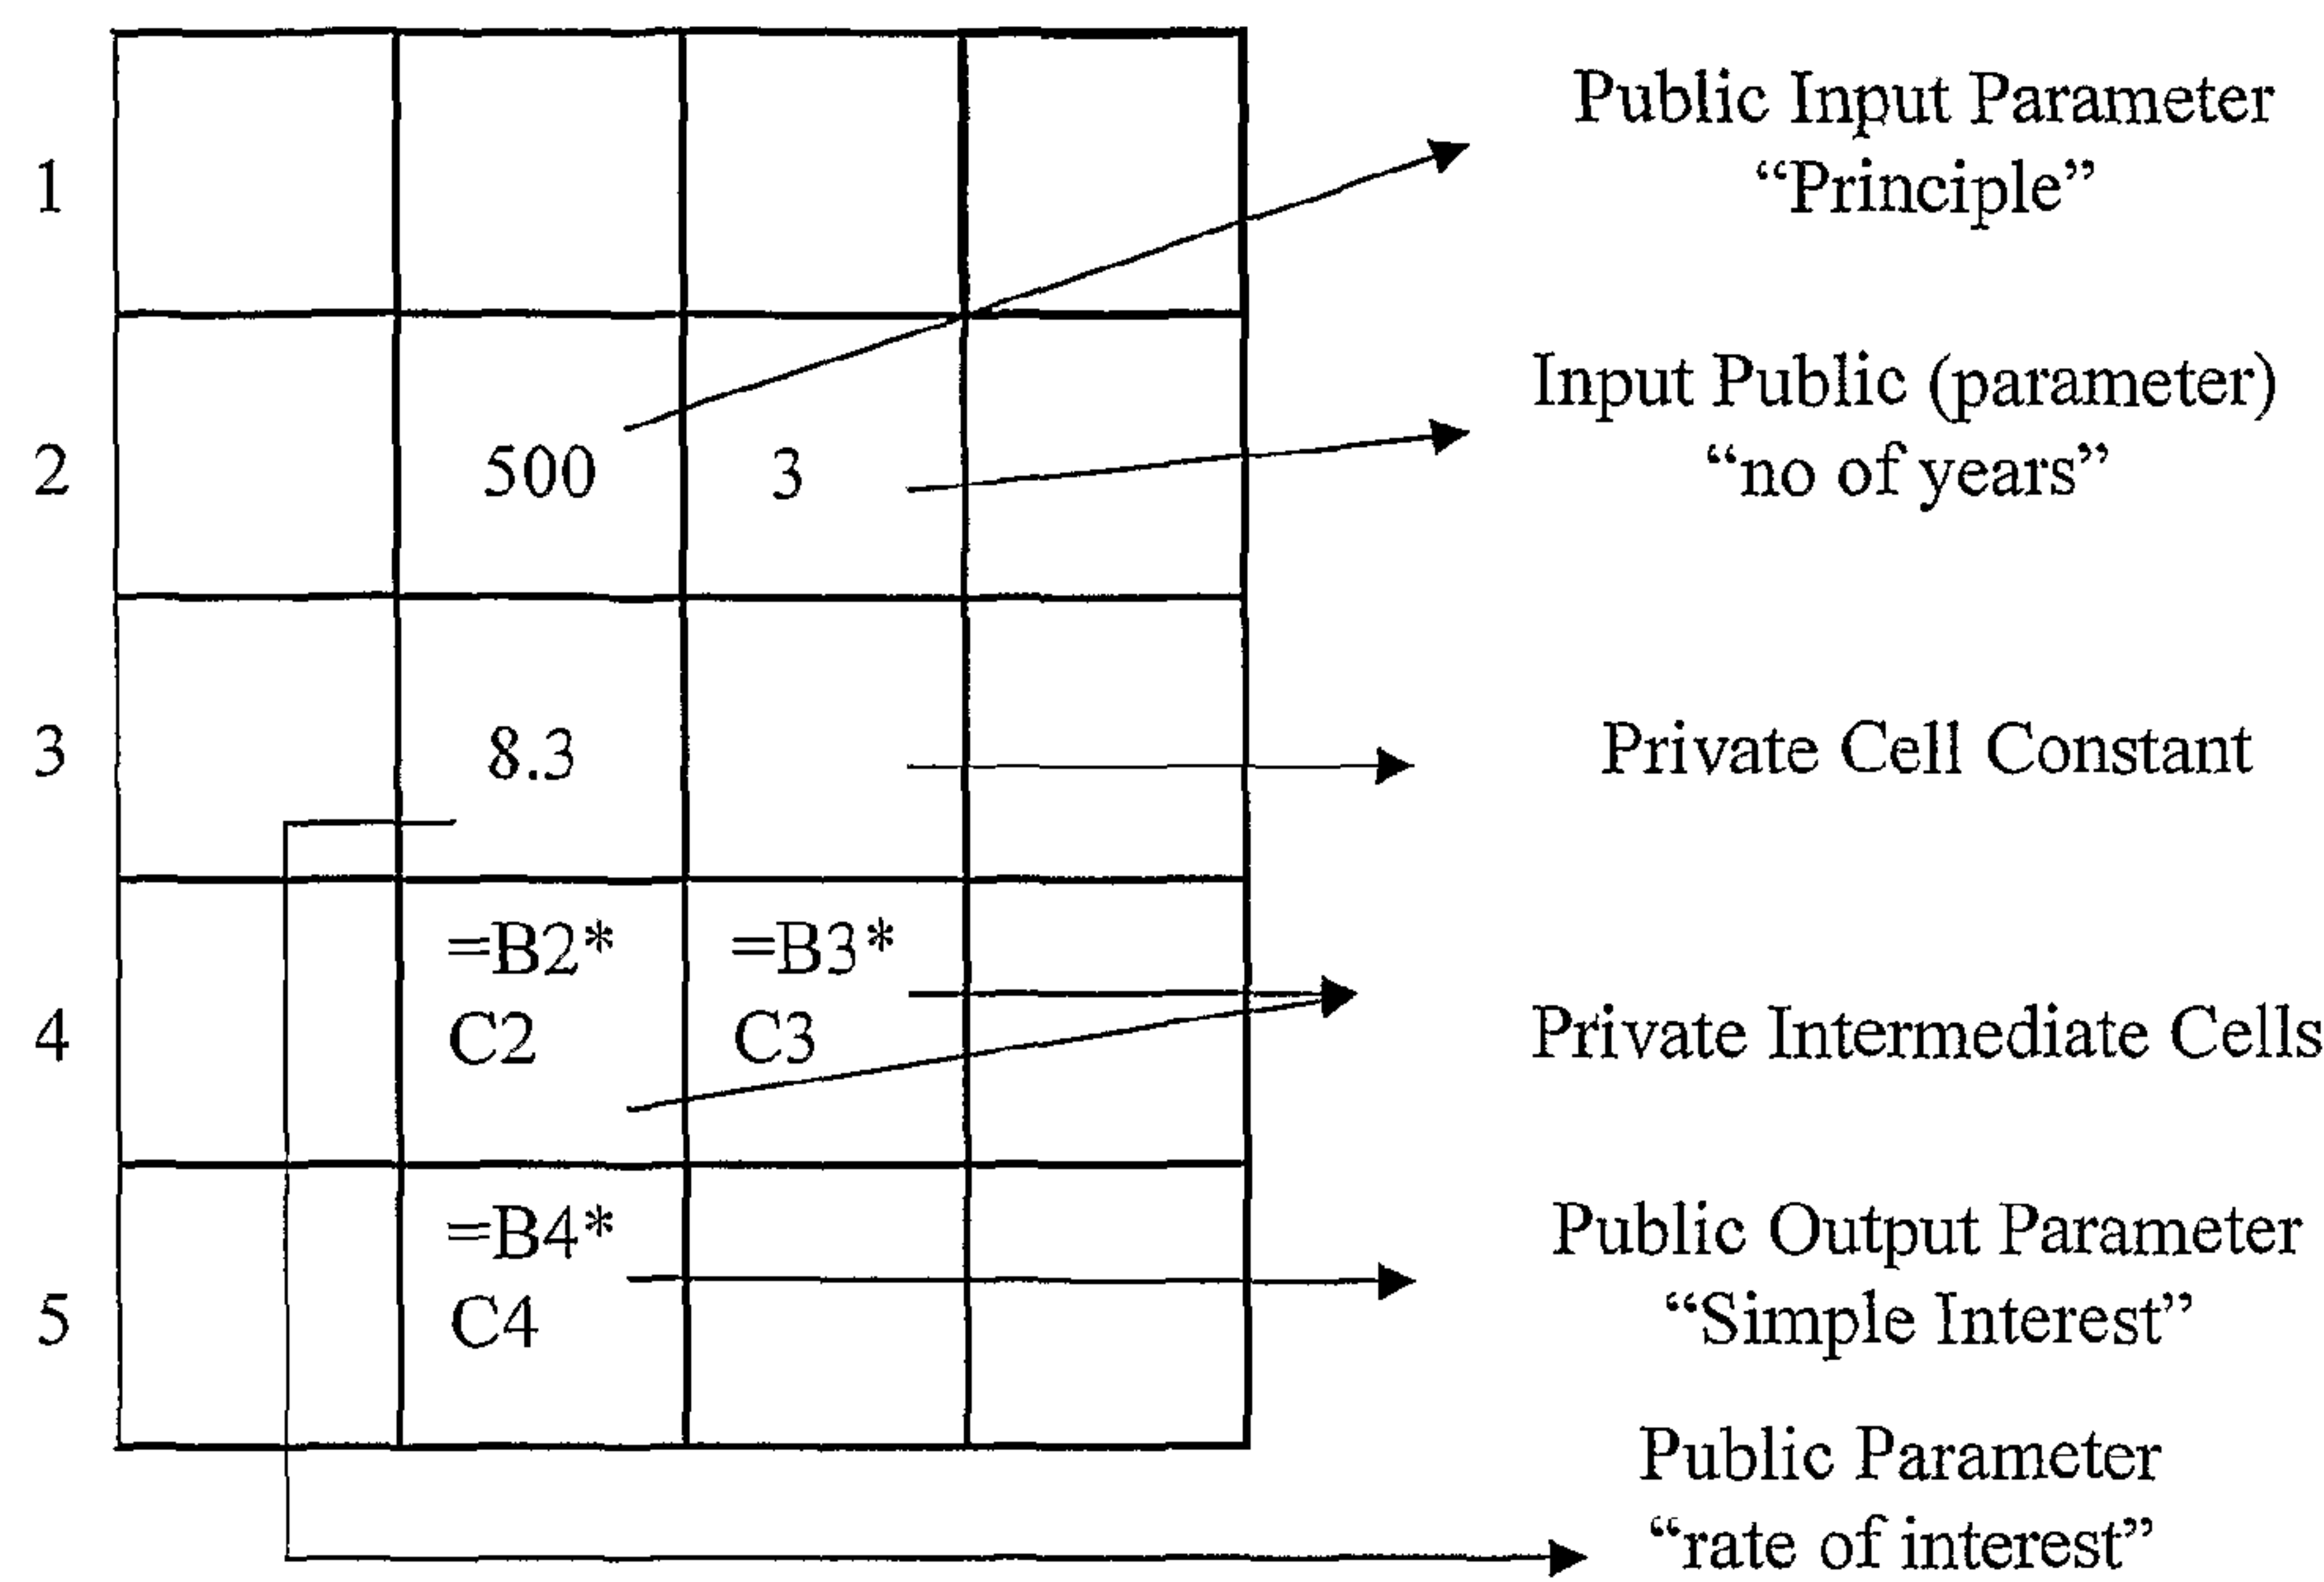 1
Public Input Parameter
“Principle”
2
500
3
Input Public (parameter)
“no of years”
3
8.3
Private Cell Constant
4
=B2*
C2
=B3*
C3
Private Intermediate Cells
5
=B4*
C4
Public Output Parameter
“Simple Interest”
Public Parameter
“rate of interest”